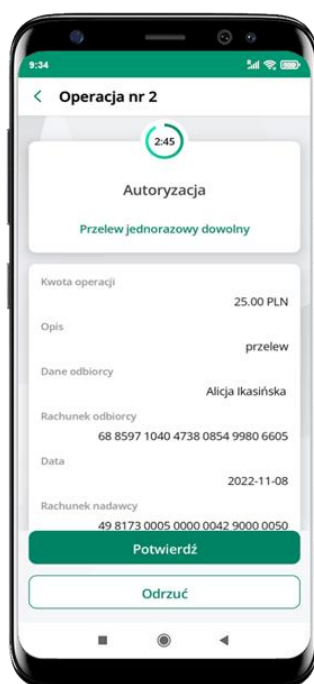 9:34
Operacja nr 2
2:45
Autoryzacja
Przelew jednorazowy dowolny
Kwota operacji
25.00 PLN
Opis
przelew
Dane odbiorcy
Alicja Ikasińska
Rachunek odbiorcy
68 8597 1040 4738 0854 9980 6605
Data
2022-11-08
Rachunek nadawcy
49 8173 0005 0000 0042 9000 0050
Potwierdź
Odrzuć